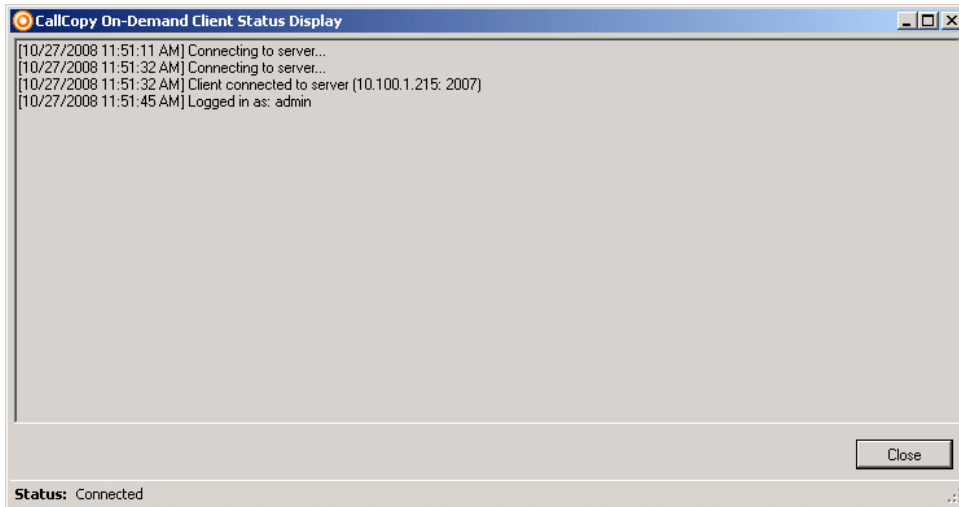 CallCopy On-Demand Client Status Display
[10/27/2008 11:51:11 AM] Connecting to server...
[10/27/2008 11:51:32 AM] Connecting to server...
[10/27/2008 11:51:32 AM] Client connected to server (10.100.1.215: 2007)
[10/27/2008 11:51:45 AM] Logged in as: admin
Close
Status: Connected